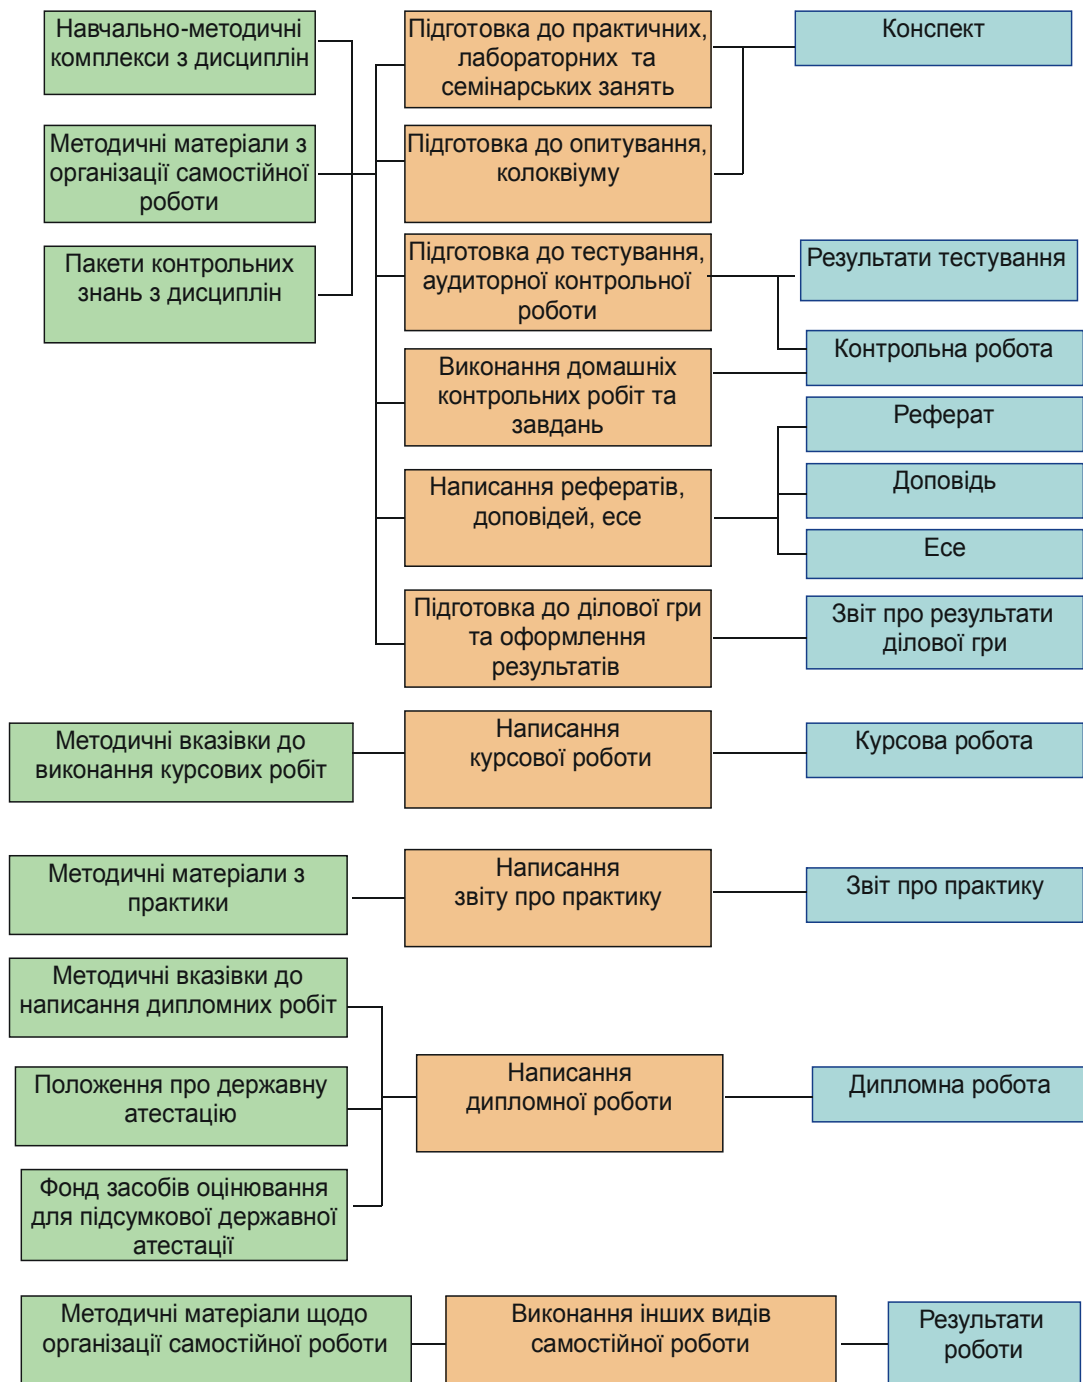 Навчально-методичні
комплекси з дисциплін
Методичні матеріали з
організації самостійної
роботи
Пакети контрольних
знань з дисциплін
Підготовка до практичних,
лабораторних та
семінарських занять
Конспект
Підготовка до опитування,
колоквіуму
Підготовка до тестування,
аудиторної контрольної
роботи
Результати тестування
Контрольна робота
Виконання домашніх
контрольних робіт та
завдань
Написання рефератів,
доповідей, есе
Реферат
Доповідь
Есе
Підготовка до ділової гри
та оформлення
результатів
Звіт про результати
ділової гри
Методичні вказівки до
виконання курсових робіт
Написання
курсової роботи
Курсова робота
Методичні матеріали з
практики
Написання
звіту про практику
Звіт про практику
Методичні вказівки до
написання дипломних робіт
Положення про державну
атестацію
Фонд засобів оцінювання
для підсумкової державної
атестації
Написання
дипломної роботи
Дипломна робота
Методичні матеріали щодо
організації самостійної роботи
Виконання інших видів
самостійної роботи
Результати
роботи